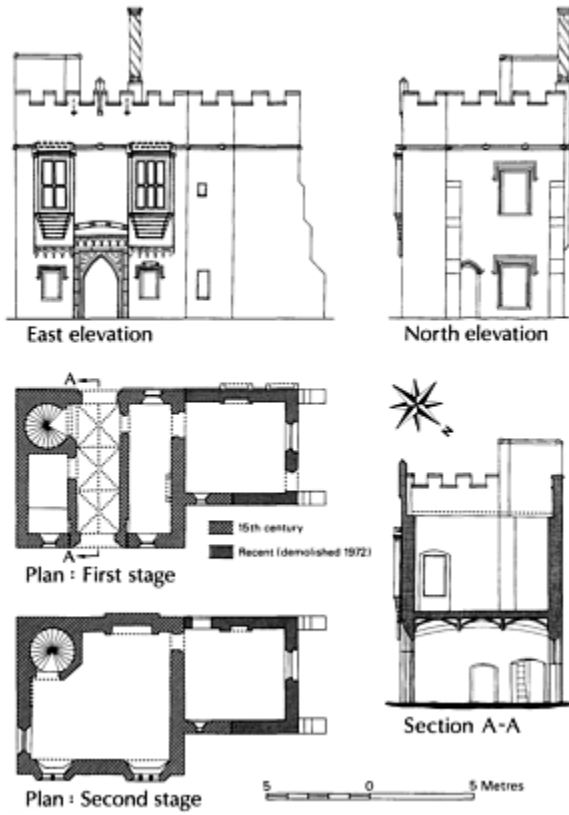 East elevation
North elevation
A
N
15th century
Recent (demolished 1972)
A
Plan : First stage
Section A-A
5 0 5 Metres
Plan : Second stage